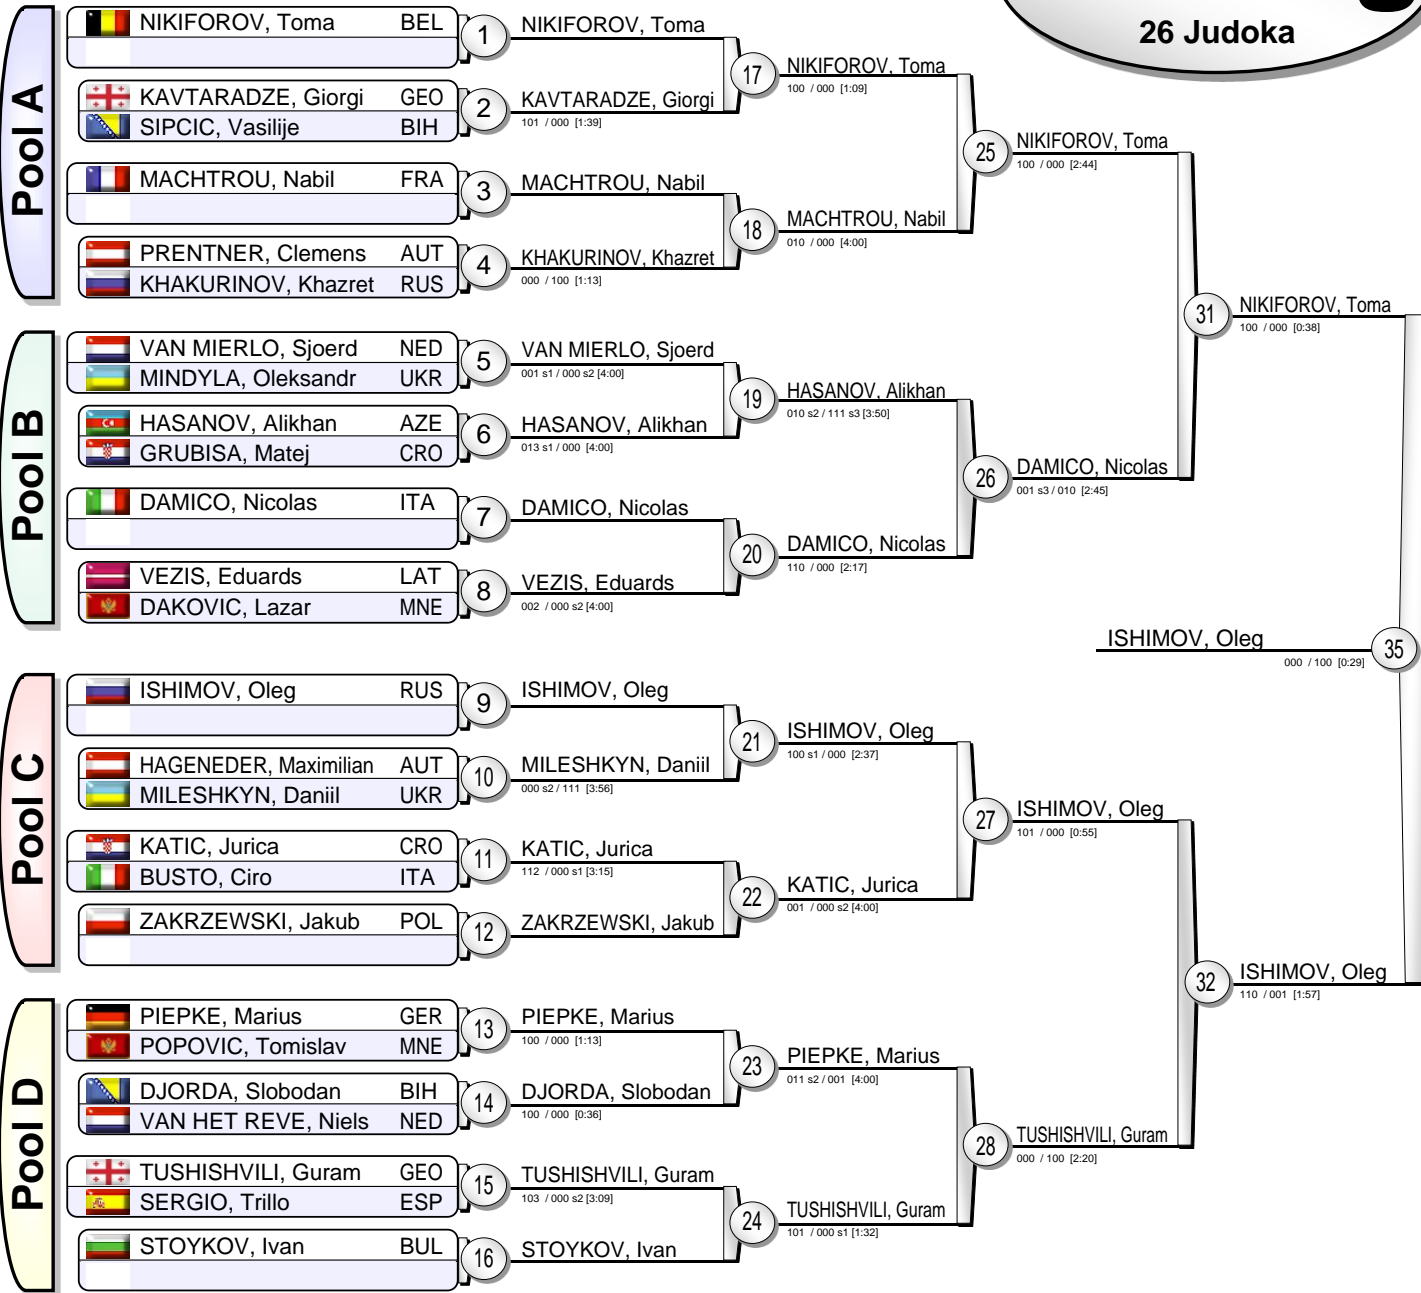 26 Judoka
Pool A
NIKIFOROV, Toma BEL
1
NIKIFOROV, Toma
KAVTARADZE, Giorgi GEO
SIPCIC, Vasilije BIH
2
KAVTARADZE, Giorgi
101 / 000 [1:39]
MACHTROU, Nabil FRA
3
MACHTROU, Nabil
PRENTNER, Clemens AUT
KHAKURINOV, Khazret RUS
4
KHAKURINOV, Khazret
000 / 100 [1:13]
17
NIKIFOROV, Toma
100 / 000 [1:09]
18
MACHTROU, Nabil
010 / 000 [4:00]
25
NIKIFOROV, Toma
100 / 000 [2:44]
Pool B
VAN MIERLO, Sjoerd NED
MINDYLA, Oleksandr UKR
5
VAN MIERLO, Sjoerd
001 s1 / 000 s2 [4:00]
HASANOV, Alikhan AZE
GRUBISA, Matej CRO
6
HASANOV, Alikhan
013 s1 / 000 [4:00]
DAMICO, Nicolas ITA
7
DAMICO, Nicolas
VEZIS, Eduards LAT
DAKOVIC, Lazar MNE
8
VEZIS, Eduards
002 / 000 s2 [4:00]
19
HASANOV, Alikhan
010 s2 / 111 s3 [3:50]
20
DAMICO, Nicolas
110 / 000 [2:17]
26
DAMICO, Nicolas
001 s3 / 010 [2:45]
31
NIKIFOROV, Toma
100 / 000 [0:38]
ISHIMOV, Oleg
000 / 100 [0:29]
35
Pool C
ISHIMOV, Oleg RUS
9
ISHIMOV, Oleg
HAGENEDER, Maximilian AUT
MILESHKYN, Daniil UKR
10
MILESHKYN, Daniil
000 s2 / 111 [3:56]
KATIC, Jurica CRO
BUSTO, Ciro ITA
11
KATIC, Jurica
112 / 000 s1 [3:15]
ZAKRZEWSKI, Jakub POL
12
ZAKRZEWSKI, Jakub
21
ISHIMOV, Oleg
100 s1 / 000 [2:37]
22
KATIC, Jurica
001 / 000 s2 [4:00]
27
ISHIMOV, Oleg
101 / 000 [0:55]
Pool D
PIEPKE, Marius GER
POPOVIC, Tomislav MNE
13
PIEPKE, Marius
100 / 000 [1:13]
DJORDA, Slobodan BIH
VAN HET REVE, Niels NED
14
DJORDA, Slobodan
100 / 000 [0:36]
TUSHISHVILI, Guram GEO
SERGIO, Trillo ESP
15
TUSHISHVILI, Guram
103 / 000 s2 [3:09]
STOYKOV, Ivan BUL
16
STOYKOV, Ivan
23
PIEPKE, Marius
011 s2 / 001 [4:00]
24
TUSHISHVILI, Guram
101 / 000 s1 [1:32]
28
TUSHISHVILI, Guram
000 / 100 [2:20]
32
ISHIMOV, Oleg
110 / 001 [1:57]